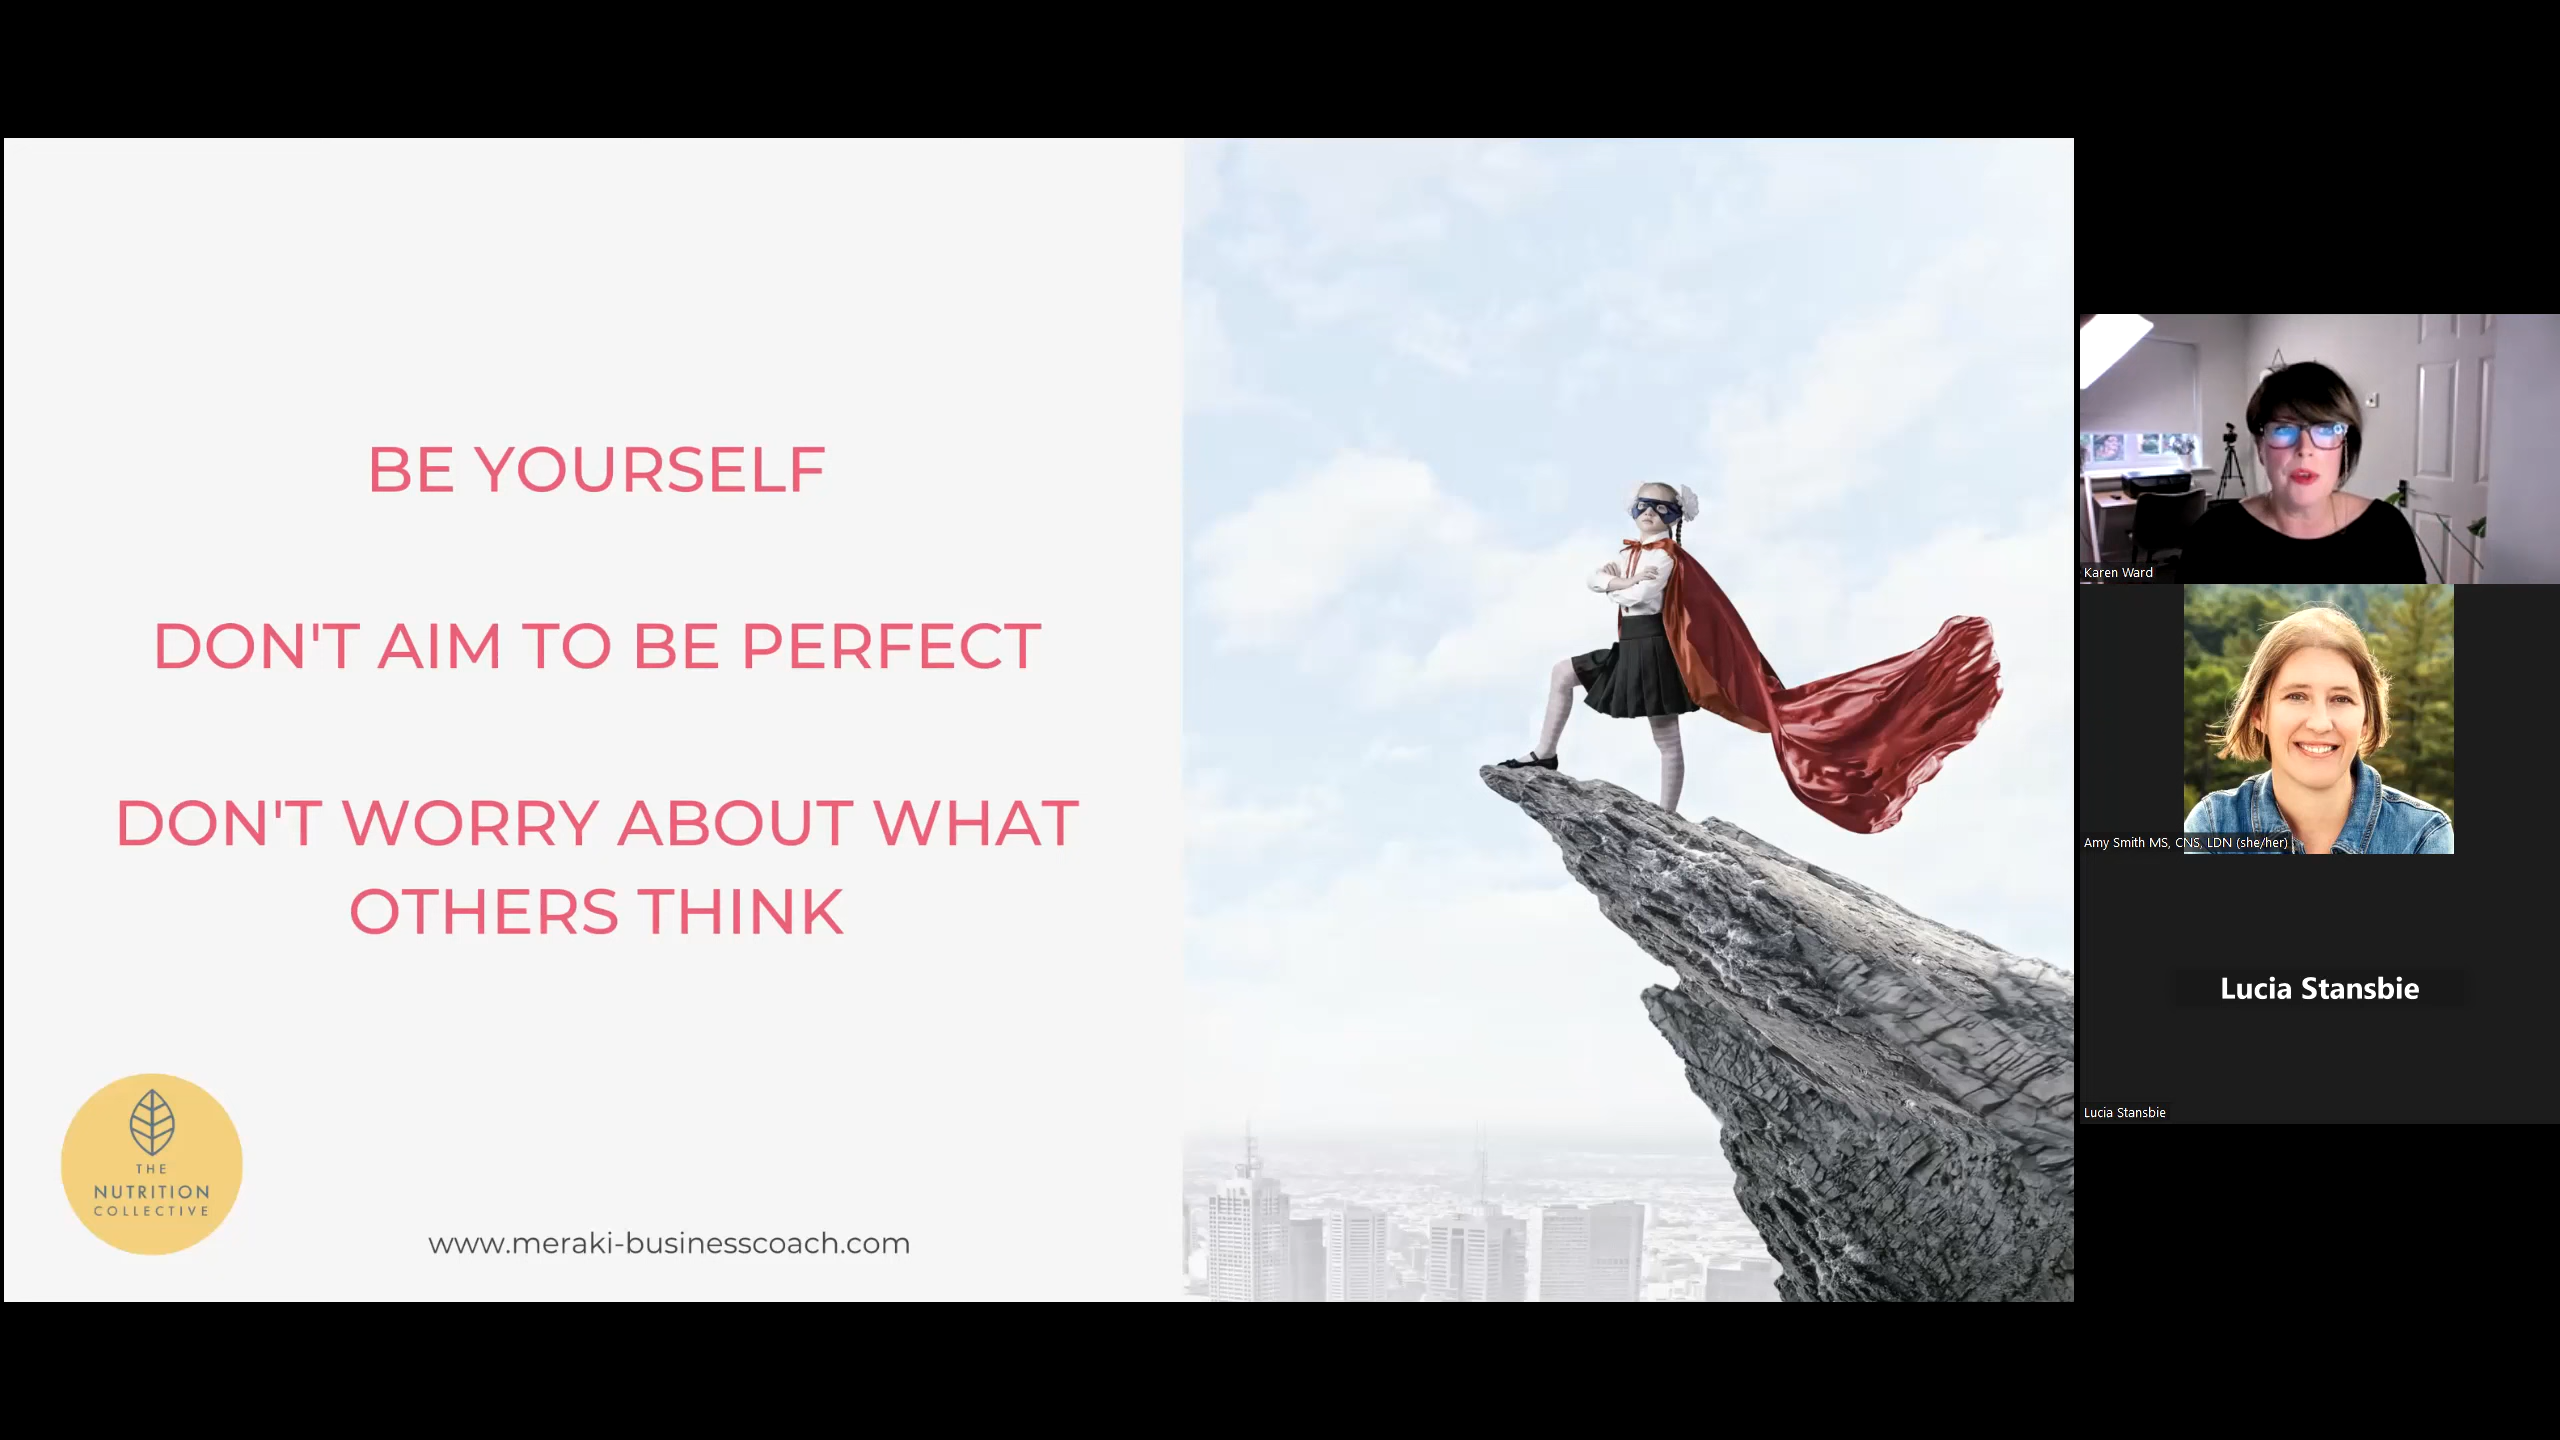 BE YOURSELF
DON'T AIM TO BE PERFECT
DON'T WORRY ABOUT WHAT
OTHERS THINK
THE
NUTRITION
COLLECTIVE
www.meraki-businesscoach.com
Karen Ward
Amy Smith MS, CNS, LDN (she/her)
Lucia Stansbie
Lucia Stansbie